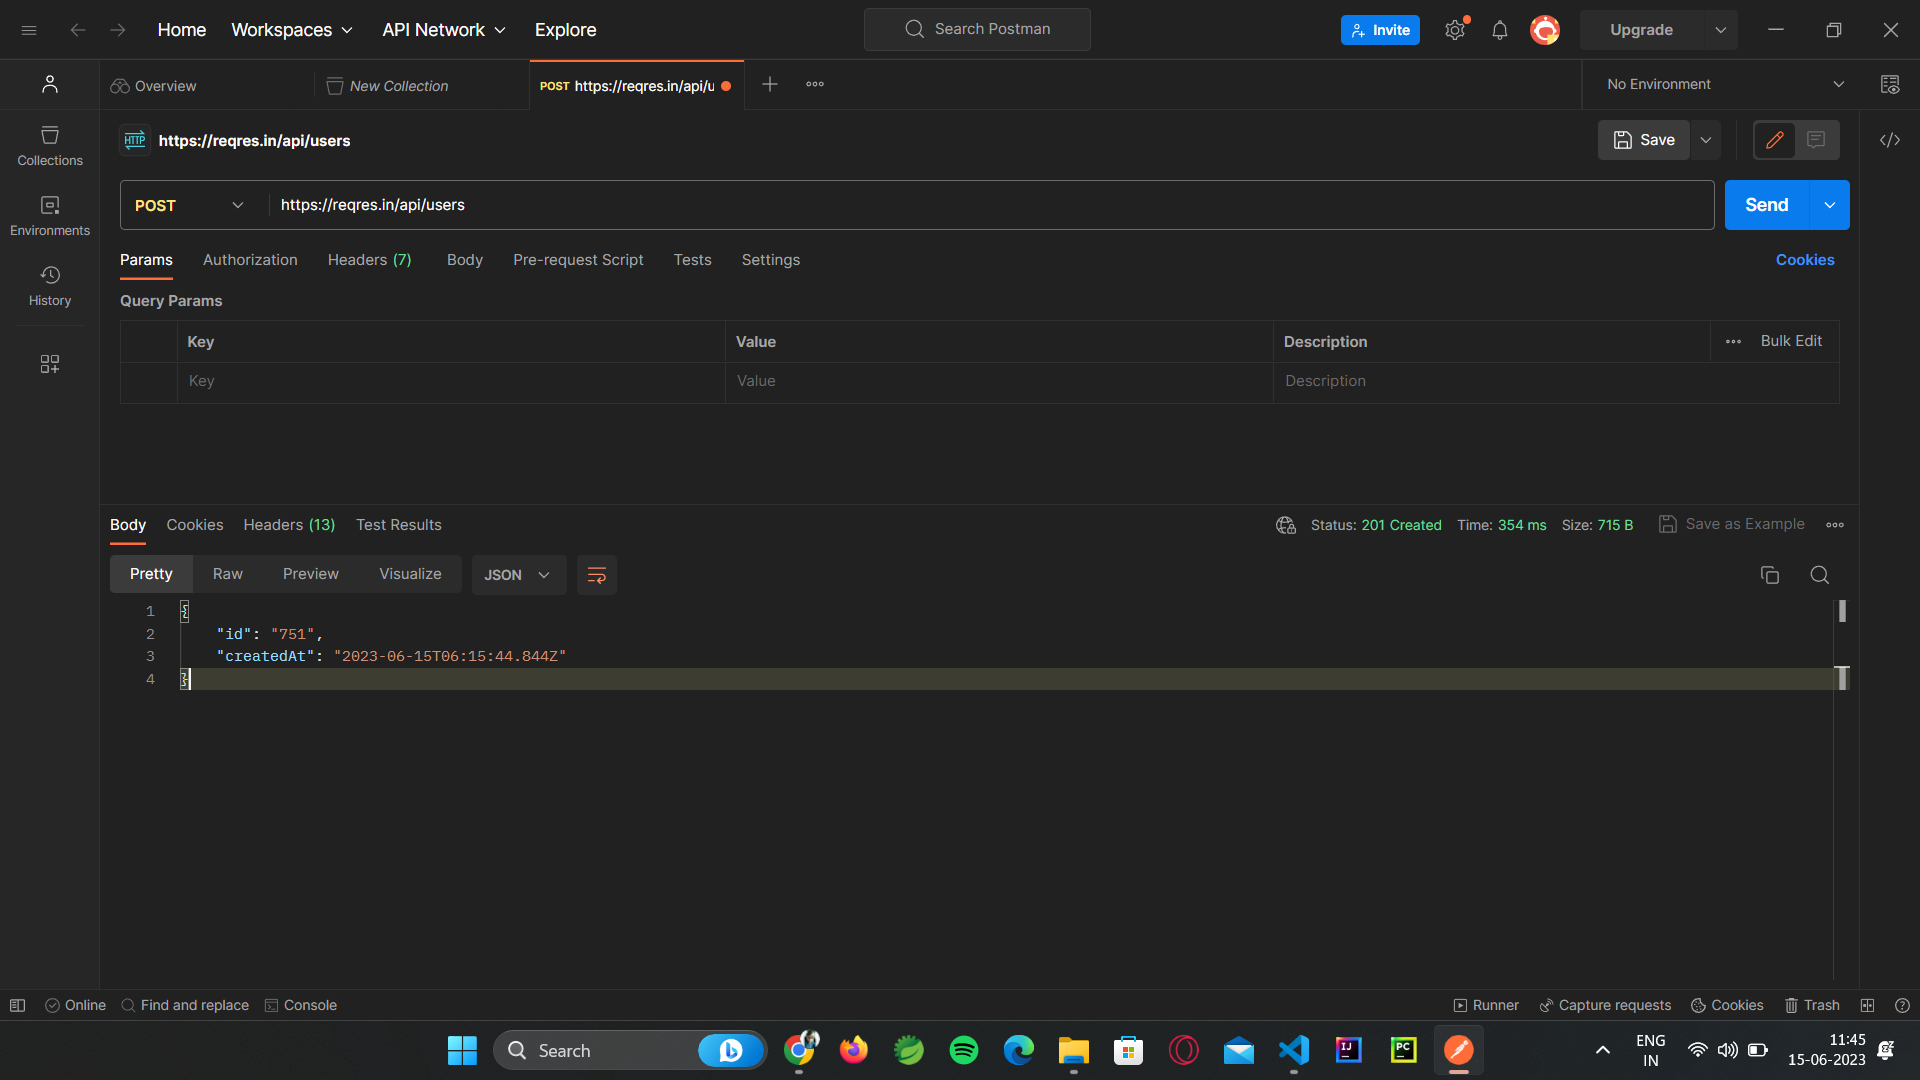 Home Workspaces API Network Explore Search Postman Invite Upgrade
Overview New Collection POST https://reqres.in/api/u No Environment
HTTP https://reqres.in/api/users Save
Collections
POST https://reqres.in/api/users Send
Environments
Params Authorization Headers (7) Body Pre-request Script Tests Settings Cookies
History
Query Params
Key Value Description Bulk Edit
Key Value Description
Body Cookies Headers (13) Test Results Status: 201 Created Time: 354 ms Size: 715 B Save as Example
Pretty Raw Preview Visualize JSON
1 {
2 "id": "751",
3 "createdAt": "2023-06-15T06:15:44.844Z"
4 }
Online Find and replace Console Runner Capture requests Cookies Trash
Search IJ PC ENG IN 11:45
15-06-2023